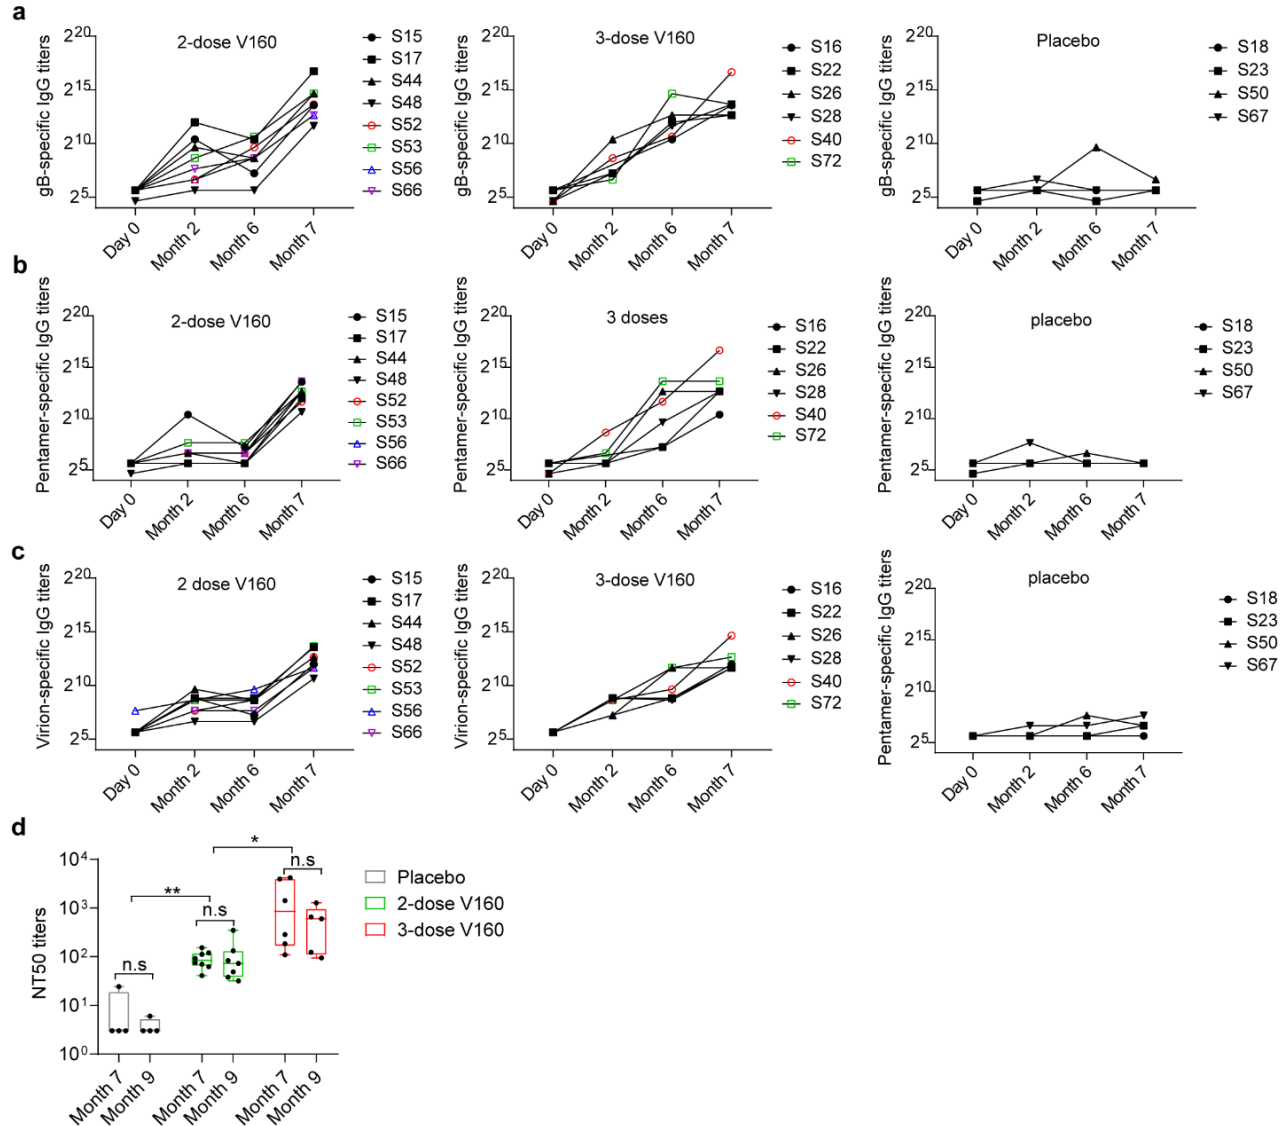 a
gB-specific IgG titers
2-dose V160
2^20
2^15
2^10
2^5
Day 0
Month 2
Month 6
Month 7
S15
S17
S44
S48
S52
S53
S56
S66
gB-specific IgG titers
3-dose V160
2^20
2^15
2^10
2^5
Day 0
Month 2
Month 6
Month 7
S16
S22
S26
S28
S40
S72
gB-specific IgG titers
Placebo
2^20
2^15
2^10
2^5
Day 0
Month 2
Month 6
Month 7
S18
S23
S50
S67
b
Pentamer-specific IgG titers
2-dose V160
2^20
2^15
2^10
2^5
Day 0
Month 2
Month 6
Month 7
S15
S17
S44
S48
S52
S53
S56
S66
Pentamer-specific IgG titers
3 doses
2^20
2^15
2^10
2^5
Day 0
Month 2
Month 6
Month 7
S16
S22
S26
S28
S40
S72
Pentamer-specific IgG titers
placebo
2^20
2^15
2^10
2^5
Day 0
Month 2
Month 6
Month 7
S18
S23
S50
S67
c
Virion-specific IgG titers
2 dose V160
2^20
2^15
2^10
2^5
Day 0
Month 2
Month 6
Month 7
S15
S17
S44
S48
S52
S53
S56
S66
Virion-specific IgG titers
3-dose V160
2^20
2^15
2^10
2^5
Day 0
Month 2
Month 6
Month 7
S16
S22
S26
S28
S40
S72
Pentamer-specific IgG titers
placebo
2^20
2^15
2^10
2^5
Day 0
Month 2
Month 6
Month 7
S18
S23
S50
S67
d
NT50 titers
10^4
10^3
10^2
10^1
10^0
n.s
**
n.s
*
n.s
Month 7
Month 9
Month 7
Month 9
Month 7
Month 9
Placebo
2-dose V160
3-dose V160